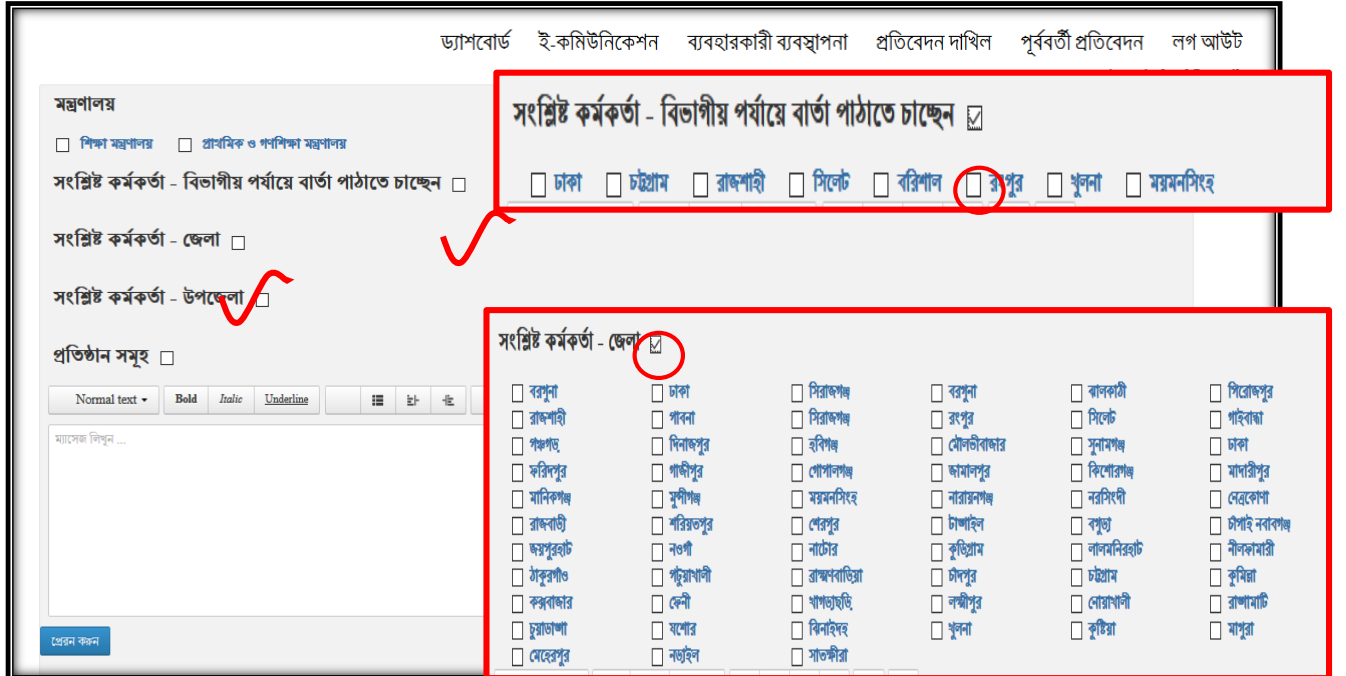 ড্যাশবোর্ড ই-কমিউনিকেশন ব্যবহারকারী ব্যবস্থাপনা প্রতিবেদন দাখিল পূর্ববর্তী প্রতিবেদন লগ আউট
মন্ত্রণালয়
শিক্ষা মন্ত্রণালয় প্রাথমিক ও গণশিক্ষা মন্ত্রণালয়
সংশ্লিষ্ট কর্মকর্তা - বিভাগীয় পর্যায়ে বার্তা পাঠাতে চাচ্ছেন
সংশ্লিষ্ট কর্মকর্তা - জেলা
সংশ্লিষ্ট কর্মকর্তা - উপজেলা
প্রতিষ্ঠান সমূহ
Normal text Bold Italic Underline
ম্যাসেজ লিখুন ...
প্রেরন করুন
সংশ্লিষ্ট কর্মকর্তা - বিভাগীয় পর্যায়ে বার্তা পাঠাতে চাচ্ছেন
ঢাকা চট্টগ্রাম রাজশাহী সিলেট বরিশাল রংপুর খুলনা ময়মনসিংহ
সংশ্লিষ্ট কর্মকর্তা - জেলা
বরগুনা ঢাকা সিরাজগঞ্জ বরগুনা ঝালকাঠী পিরোজপুর
রাজশাহী পাবনা সিরাজগঞ্জ রংপুর সিলেট গাইবান্ধা
পঞ্চগড় দিনাজপুর হবিগঞ্জ মৌলভীবাজার সুনামগঞ্জ ঢাকা
ফরিদপুর গাজীপুর গোপালগঞ্জ জামালপুর কিশোরগঞ্জ মাদারীপুর
মানিকগঞ্জ মুন্সীগঞ্জ ময়মনসিংহ নারায়নগঞ্জ নরসিংদী নেত্রকোণা
রাজবাড়ী শরিয়তপুর শেরপুর টাঙ্গাইল বগুড়া চাঁপাই নবাবগঞ্জ
জয়পুরহাট নওগাঁ নাটোর কুড়িগ্রাম লালমনিরহাট নীলফামারী
ঠাকুরগাঁও পটুয়াখালী ব্রাহ্মণবাড়িয়া চাঁদপুর চট্টগ্রাম কুমিল্লা
কক্সবাজার ফেনী খাগড়াছড়ি লক্ষ্মীপুর নোয়াখালী রাঙ্গামাটি
চুয়াডাঙ্গা যশোর ঝিনাইদহ খুলনা কুষ্টিয়া মাগুরা
মেহেরপুর নড়াইল সাতক্ষীরা